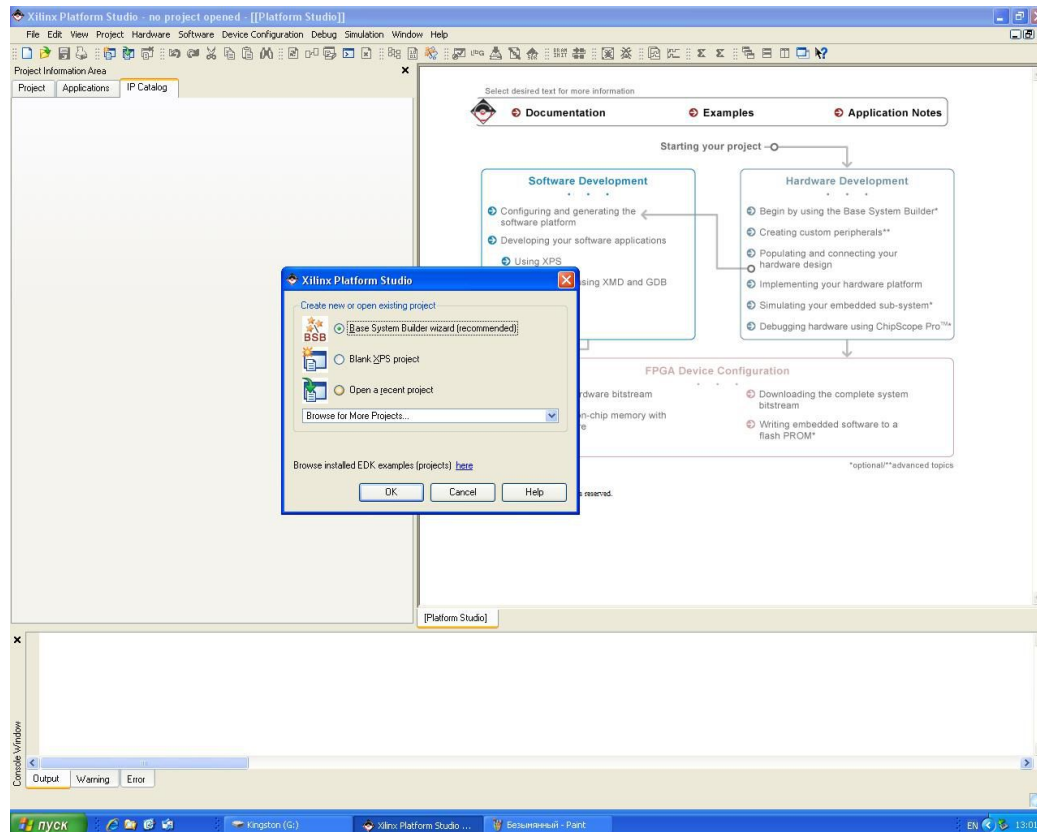 Xilinx Platform Studio - no project opened - [[Platform Studio]]
File Edit View Project Hardware Software Device Configuration Debug Simulation Window Help
Project Information Area
Project Applications IP Catalog
Select desired text for more information
Documentation Examples Application Notes
Starting your project
Software Development
Configuring and generating the
software platform
Developing your software applications
Using XPS
using XMD and GDB
Hardware Development
Begin by using the Base System Builder*
Creating custom peripherals**
Populating and connecting your
hardware design
Implementing your hardware platform
Simulating your embedded sub-system*
Debugging hardware using ChipScope Pro™*
Xilinx Platform Studio
Create new or open existing project
BSB
Base System Builder wizard (recommended)
Blank XPS project
Open a recent project
Browse for More Projects...
Browse installed EDK examples (projects) here
OK Cancel Help
FPGA Device Configuration
rdware bitstream
n-chip memory with
re
Downloading the complete system
bitstream
Writing embedded software to a
flash PROM*
*optional/**advanced topics
s reserved.
[Platform Studio]
Console Window
Output Warning Error
пуск Kingston (G:) Xilinx Platform Studio ... Безымянный - Paint EN 13:01